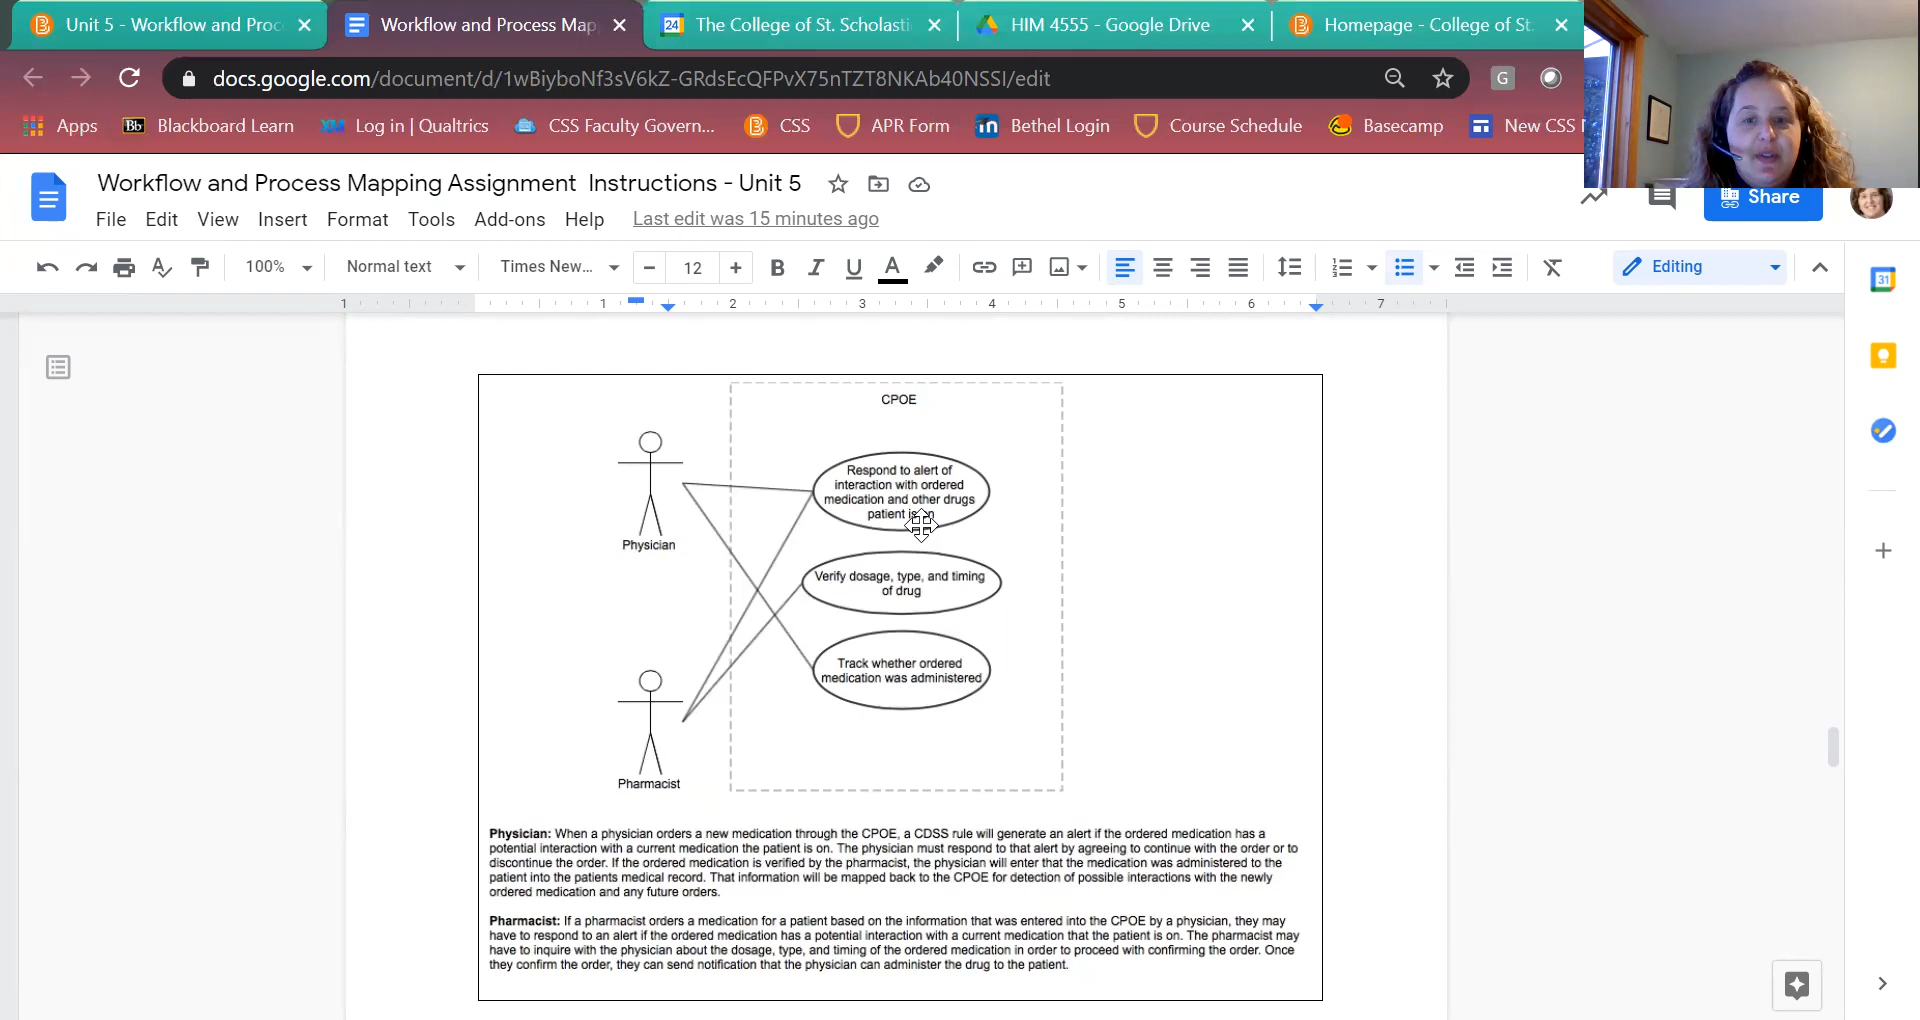 Unit 5 - Workflow and Proc
Workflow and Process Map
24 The College of St. Scholasti
HIM 4555 - Google Drive
Homepage - College of St.
docs.google.com/document/d/1wBiyboNf3sV6kZ-GRdsEcQFPvX75nTZT8NKAb40NSSI/edit
G
Apps
Bb Blackboard Learn
Log in | Qualtrics
CSS Faculty Govern...
CSS
APR Form
in Bethel Login
Course Schedule
Basecamp
New CSS
Workflow and Process Mapping Assignment Instructions - Unit 5
Share
File Edit View Insert Format Tools Add-ons Help Last edit was 15 minutes ago
100% Normal text Times New... 12 B I U A Editing
1 1 2 3 4 5 6 7
31
CPOE
Respond to alert of
interaction with ordered
medication and other drugs
patient is on
Physician
Verify dosage, type, and timing
of drug
Track whether ordered
medication was administered
Pharmacist
Physician: When a physician orders a new medication through the CPOE, a CDSS rule will generate an alert if the ordered medication has a
potential interaction with a current medication the patient is on. The physician must respond to that alert by agreeing to continue with the order or to
discontinue the order. If the ordered medication is verified by the pharmacist, the physician will enter that the medication was administered to the
patient into the patients medical record. That information will be mapped back to the CPOE for detection of possible interactions with the newly
ordered medication and any future orders.
Pharmacist: If a pharmacist orders a medication for a patient based on the information that was entered into the CPOE by a physician, they may
have to respond to an alert if the ordered medication has a potential interaction with a current medication that the patient is on. The pharmacist may
have to inquire with the physician about the dosage, type, and timing of the ordered medication in order to proceed with confirming the order. Once
they confirm the order, they can send notification that the physician can administer the drug to the patient.